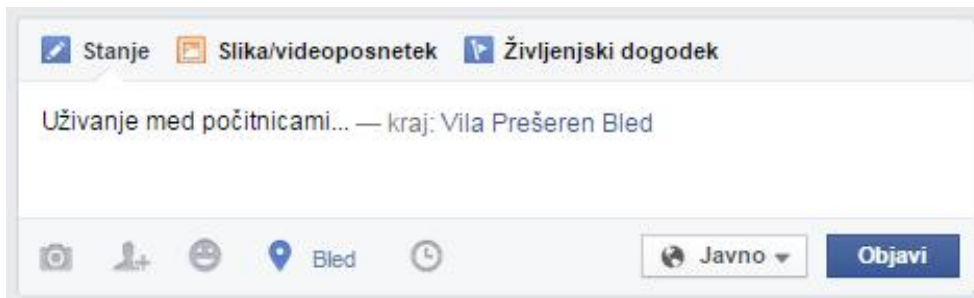 Stanje Slika/videoposnetek Življenjski dogodek
Uživanje med počitnicami... — kraj: Vila Prešeren Bled
Bled Javno Objavi